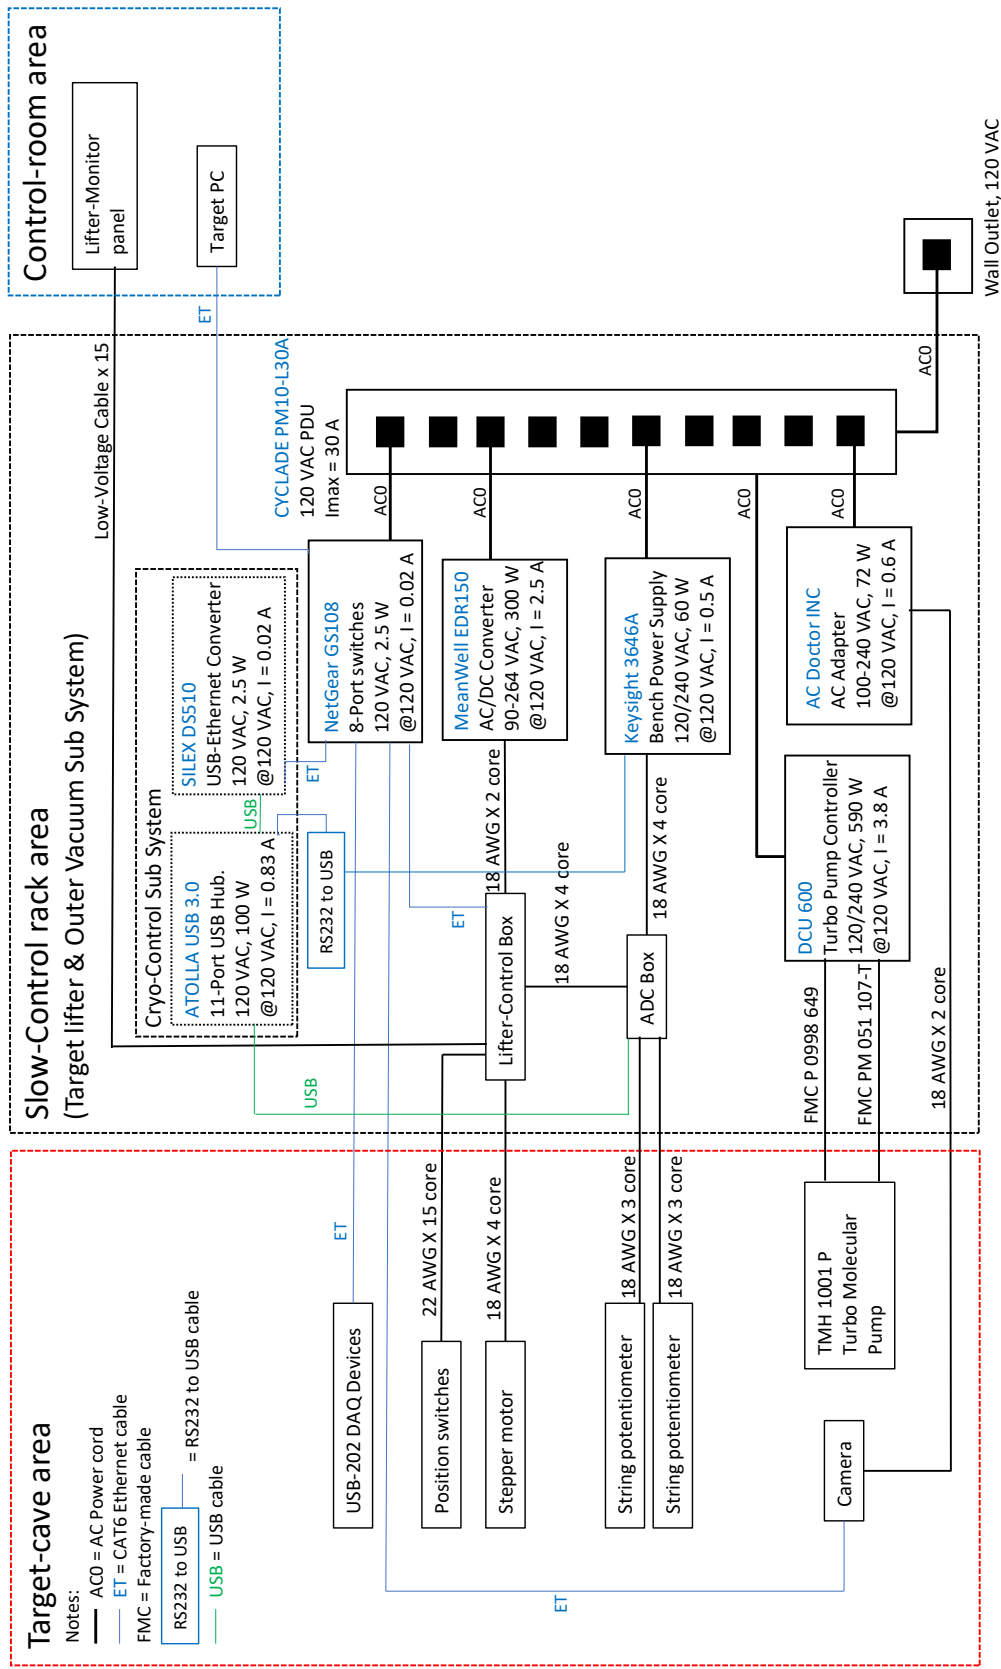 Target-cave area
Notes:
AC0 = AC Power cord
ET = CAT6 Ethernet cable
FMC = Factory-made cable
RS232 to USB
= RS232 to USB cable
USB = USB cable
USB-202 DAQ Devices
Position switches
Stepper motor
String potentiometer
String potentiometer
Camera
TMH 1001 P
Turbo Molecular
Pump
ET
ET
22 AWG X 15 core
18 AWG X 4 core
18 AWG X 3 core
18 AWG X 3 core
Slow-Control rack area
(Target lifter & Outer Vacuum Sub System)
Cryo-Control Sub System
ATOLLA USB 3.0
11-Port USB Hub.
120 VAC, 100 W
@120 VAC, I = 0.83 A
USB
SILEX DS510
USB-Ethernet Converter
120 VAC, 2.5 W
@120 VAC, I = 0.02 A
RS232 to USB
ET
USB
ET
Lifter-Control Box
ADC Box
18 AWG X 2 core
18 AWG X 4 core
18 AWG X 4 core
NetGear GS108
8-Port switches
120 VAC, 2.5 W
@120 VAC, I = 0.02 A
MeanWell EDR150
AC/DC Converter
90-264 VAC, 300 W
@120 VAC, I = 2.5 A
Keysight 3646A
Bench Power Supply
120/240 VAC, 60 W
@120 VAC, I = 0.5 A
DCU 600
Turbo Pump Controller
120/240 VAC, 590 W
@120 VAC, I = 3.8 A
AC Doctor INC
AC Adapter
100-240 VAC, 72 W
@120 VAC, I = 0.6 A
FMC P 0998 649
FMC PM 051 107-T
18 AWG X 2 core
CYCLADE PM10-L30A
120 VAC PDU
Imax = 30 A
AC0
AC0
AC0
AC0
AC0
AC0
Low-Voltage Cable x 15
ET
Control-room area
Lifter-Monitor
panel
Target PC
Wall Outlet, 120 VAC